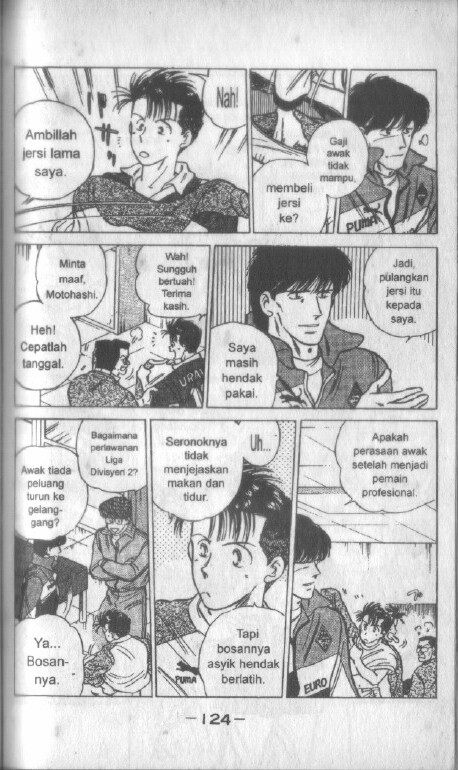 Gaji
awak
tidak
mampu,
membeli
jersi
ke?
PUMA
Nah!
Ambillah
jersi lama
saya.
Jadi,
pulangkan
jersi itu
kepada
saya.
Saya
masih
hendak
pakai.
Wah!
Sungguh
bertuah!
Terima
kasih.
Minta
maaf,
Motohashi.
Heh!
Cepatlah
tanggal.
URAW
Apakah
perasaan awak
setelah menjadi
pemain
profesional.
EURO
Uh...
Seronoknya
tidak
menjejaskan
makan dan
tidur.
Tapi
bosannya
asyik hendak
berlatih.
PUMA
Bagaimana
perlawanan
Liga
Divisyen 2?
Awak tiada
peluang
turun ke
gelang-
gang?
Ya...
Bosan-
nya.
-124-